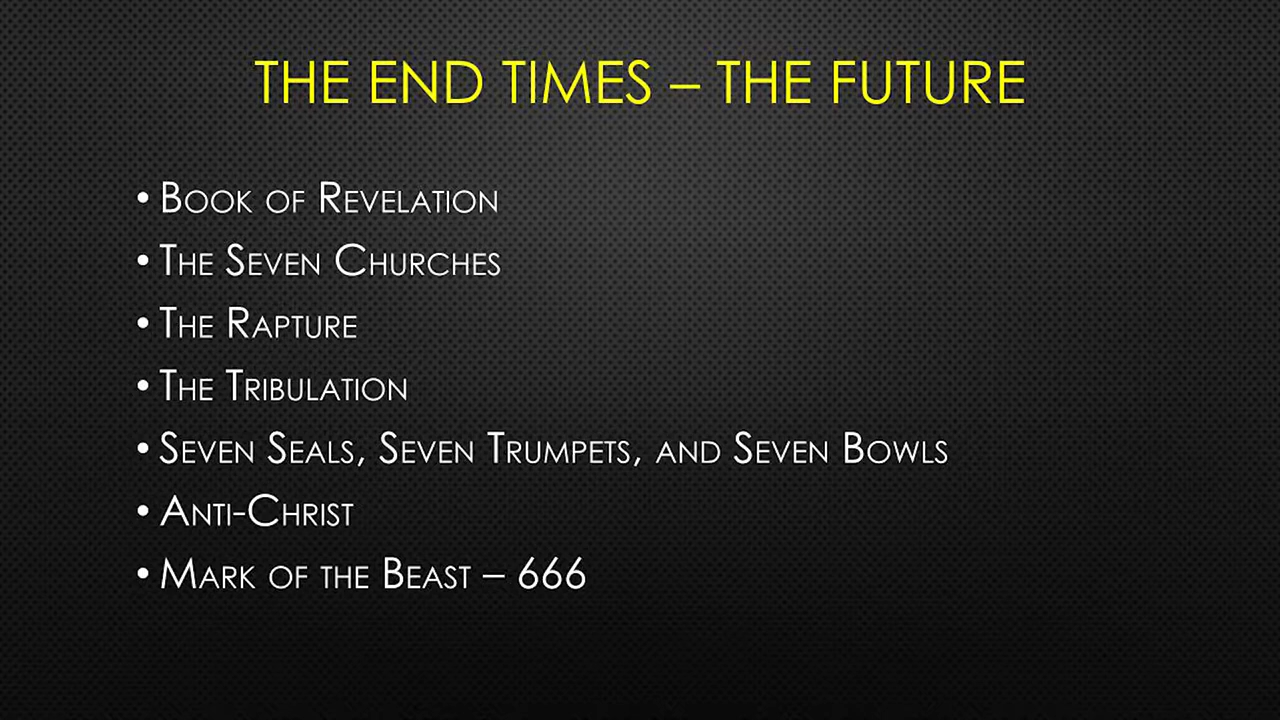 THE END TIMES – THE FUTURE
• Book of Revelation
• The Seven Churches
• The Rapture
• The Tribulation
• Seven Seals, Seven Trumpets, and Seven Bowls
• Anti-Christ
• Mark of the Beast – 666